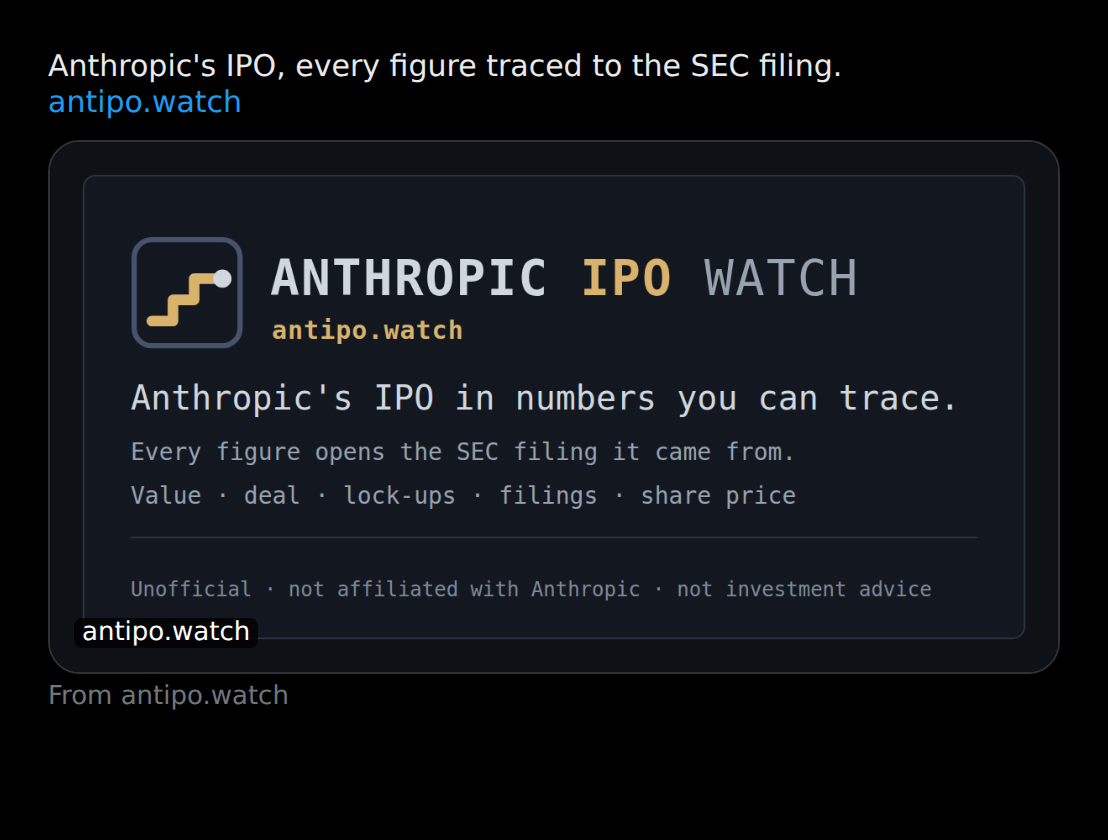 Anthropic's IPO, every figure traced to the SEC filing.
antipo.watch
ANTHROPIC IPO WATCH
antipo.watch
Anthropic's IPO in numbers you can trace.
Every figure opens the SEC filing it came from.
Value · deal · lock-ups · filings · share price
Unofficial · not affiliated with Anthropic · not investment advice
antipo.watch
From antipo.watch